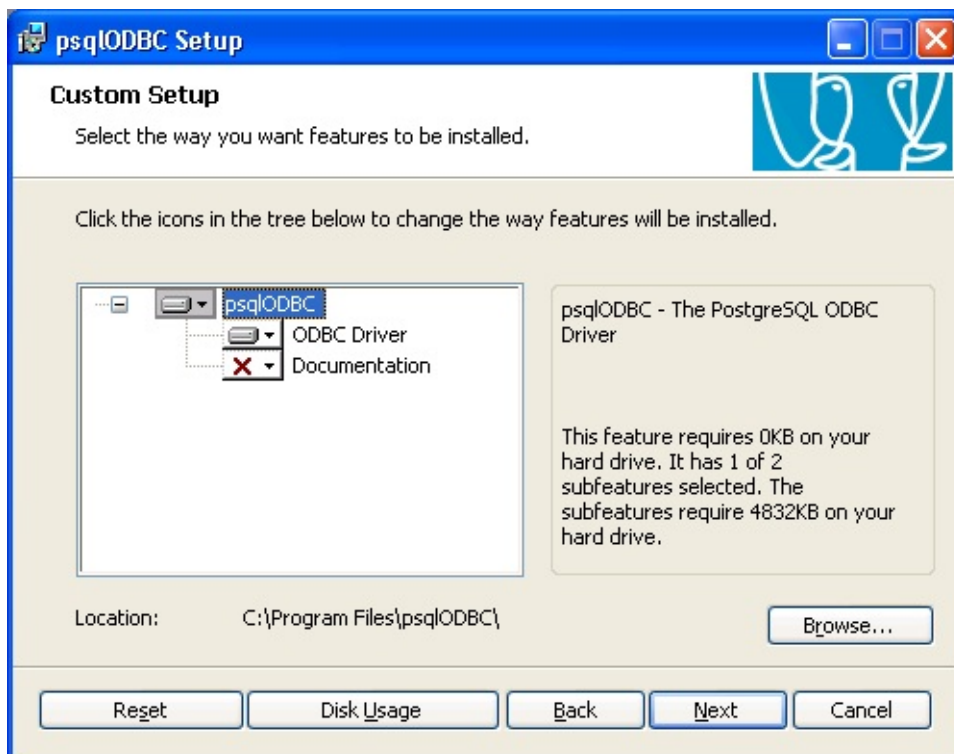 psqlODBC Setup
Custom Setup
Select the way you want features to be installed.
Click the icons in the tree below to change the way features will be installed.
psqlODBC
ODBC Driver
Documentation
psqlODBC - The PostgreSQL ODBC
Driver
This feature requires 0KB on your
hard drive. It has 1 of 2
subfeatures selected. The
subfeatures require 4832KB on your
hard drive.
Location: C:\Program Files\psqlODBC\
Browse...
Reset Disk Usage Back Next Cancel